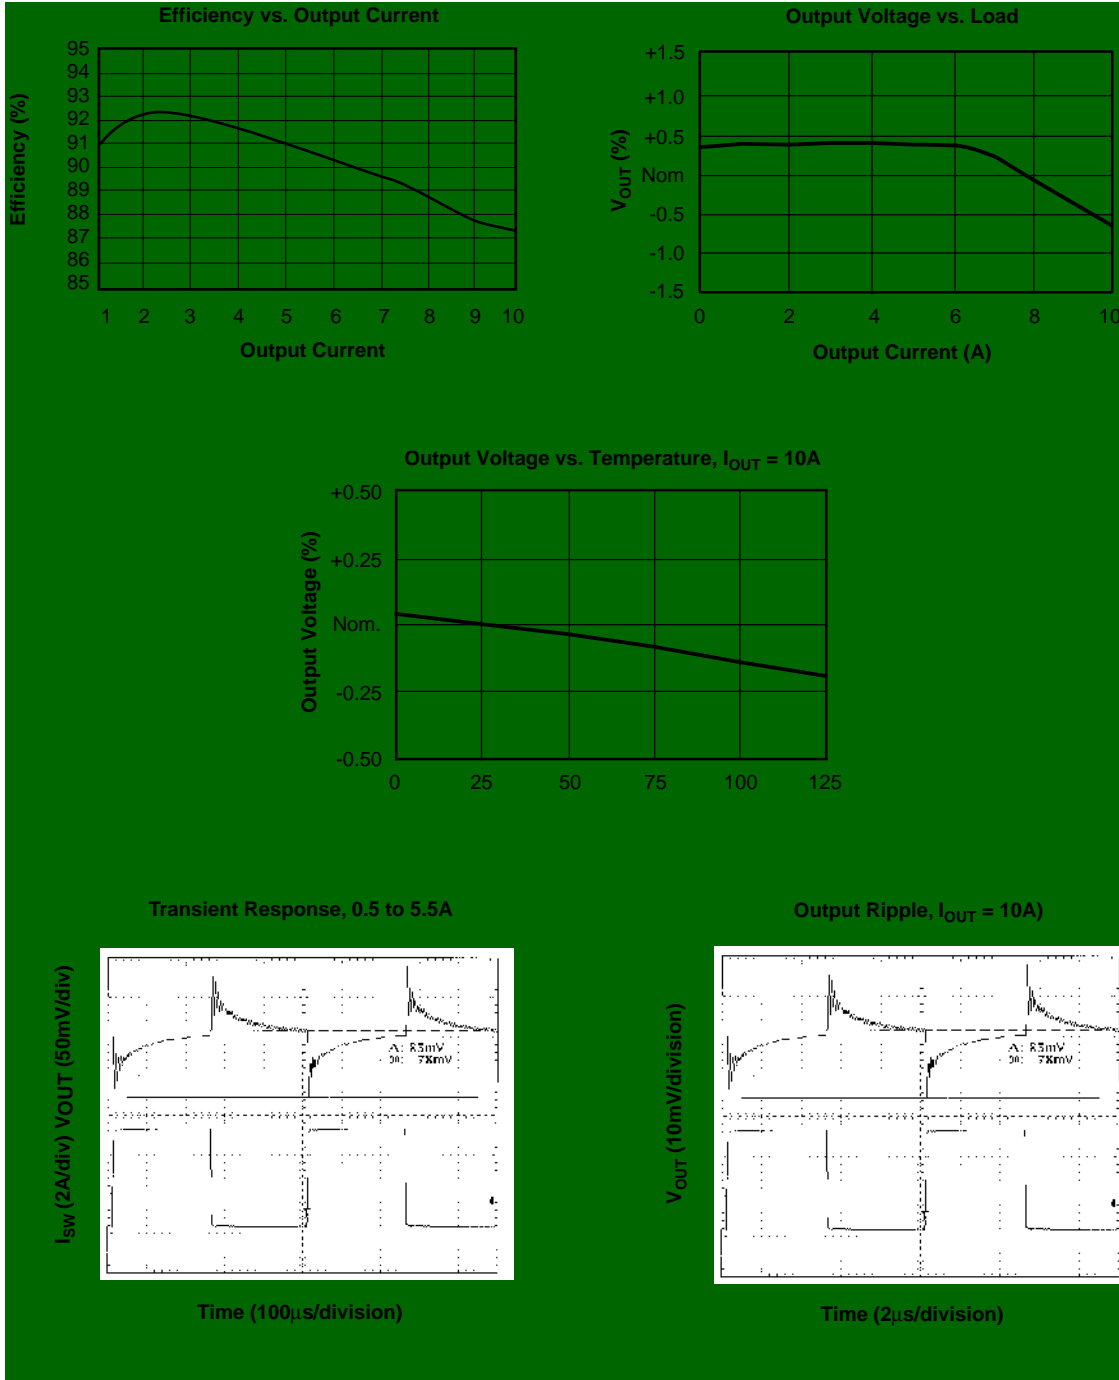 Efficiency vs. Output Current
95
94
93
92
91
90
89
88
87
86
85
Efficiency (%)
1 2 3 4 5 6 7 8 9 10
Output Current
Output Voltage vs. Load
+1.5
+1.0
+0.5
Nom
-0.5
-1.0
-1.5
VOUT (%)
0 2 4 6 8 10
Output Current (A)
Output Voltage vs. Temperature, IOUT = 10A
+0.50
+0.25
Nom.
-0.25
-0.50
Output Voltage (%)
0 25 50 75 100 125
Transient Response, 0.5 to 5.5A
ISW (2A/div) VOUT (50mV/div)
78mV
Time (100μs/division)
Output Ripple, IOUT = 10A)
VOUT (10mV/division)
78mV
Time (2μs/division)